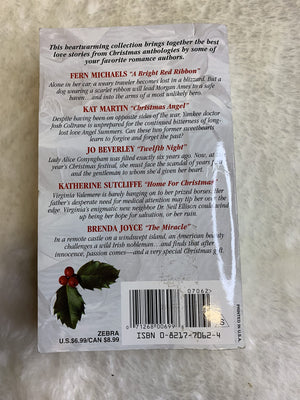 This heartwarming collection brings together the best
love stories from Christmas anthologies by some of
your favorite romance authors.
FERN MICHAELS "A Bright Red Ribbon"
Alone in her car, a weary traveler becomes lost in a blizzard. But a
dog wearing a scarlet ribbon will lead Morgan Ames to a safe
haven . . . and into the arms of a most unlikely hero.
KAT MARTIN "Christmas Angel"
Despite having been on opposite sides of the war, Yankee doctor
Josh Coltrane is unprepared for the continued bitterness of long-
lost love Angel Summers. Can these two former sweethearts
learn to forgive and forget the past?
JO BEVERLEY "Twelfth Night"
Lady Alice Conyngham was jilted exactly six years ago. Now, at
year's Christmas festival, she must face the scandal of years
and the gentleman to whom she'd given her heart.
KATHERINE SUTCLIFFE "Home For Christmas"
Virginia Valemere is barely hanging on to her prized horses. Her
father's desperate need for medical attention may tip her over the
edge. Virginia's enigmatic new neighbor Dr. Neil Ellison could wind
up being her hope for salvation, or her ruin.
BRENDA JOYCE "The Miracle"
In a remote castle on a windswept island, an American beauty
challenges a wild Irish nobleman . . . and finds that after
innocence, passion comes—and a very special Christmas gift.
07062
71268 00699
ZEBRA
U.S.$6.99/CAN $8.99
ISBN 0-8217-7062-4
PRINTED IN U.S.A.